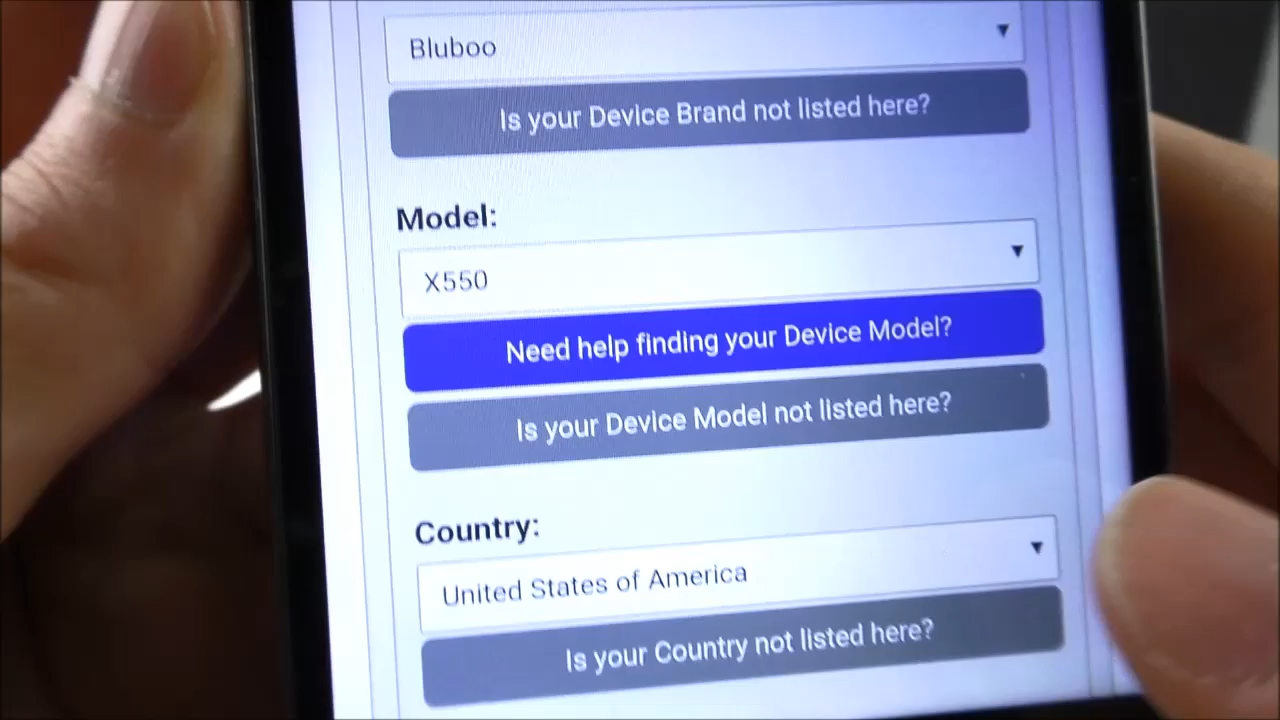 Bluboo
Is your Device Brand not listed here?
Model:
X550
Need help finding your Device Model?
Is your Device Model not listed here?
Country:
United States of America
Is your Country not listed here?